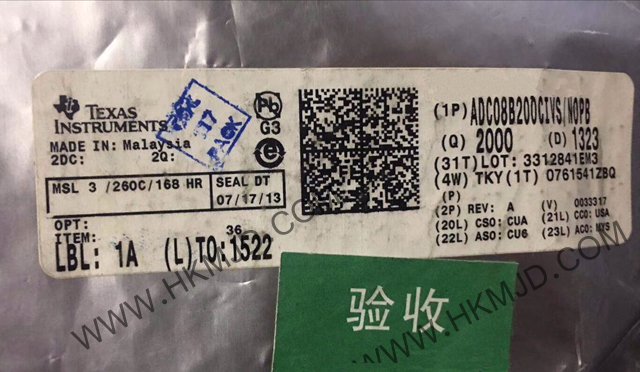 TEXAS
INSTRUMENTS
MADE IN: Malaysia
2DC: 2Q:
MSL 3 /260C/168 HR
SEAL DT
07/17/13
OPT:
ITEM:
36
LBL: 1A (L)TO:1522
Pb
G3
e
(1P) ADC08B200CIVS/NOPB
(Q) 2000 (D) 1323
(31T)LOT: 3312841EM3
(4W) TKY(1T) 0761541ZBQ
(P)
(2P) REV: A (V) 0033317
(20L) CSO: CUA (21L) CCO: USA
(22L) ASO: CU6 (23L) ACO: MYS
验收
WWW.HKMJD.COM
WWW.HKMJD.COM